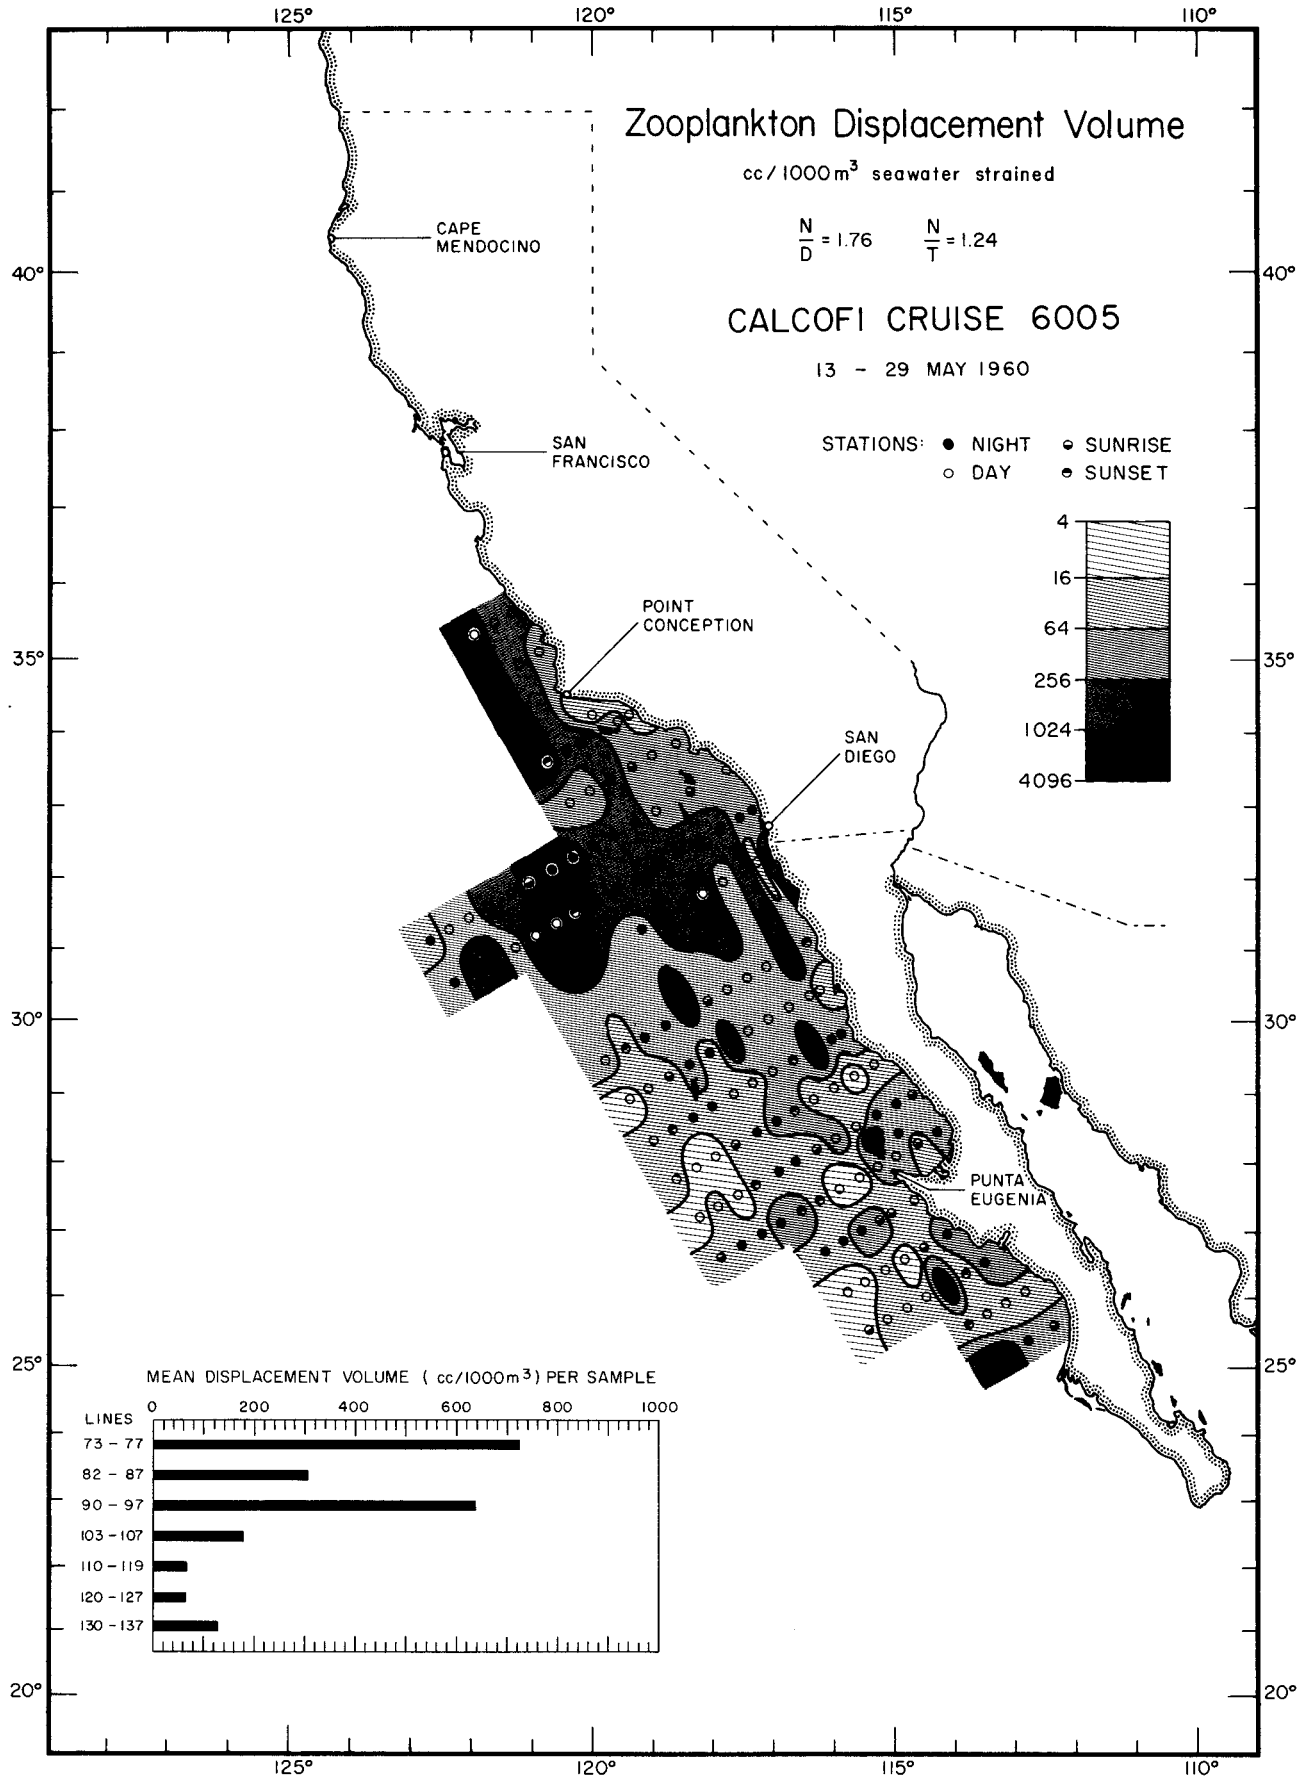 125° 120° 115° 110°
Zooplankton Displacement Volume
cc/1000m³ seawater strained
N/D = 1.76 N/T = 1.24
CALCOFI CRUISE 6005
13 - 29 MAY 1960
STATIONS: ● NIGHT ◒ SUNRISE
○ DAY ◓ SUNSET
4
16
64
256
1024
4096
CAPE
MENDOCINO
40° 40°
SAN
FRANCISCO
POINT
CONCEPTION
35° 35°
SAN
DIEGO
30° 30°
PUNTA
EUGENIA
25° 25°
MEAN DISPLACEMENT VOLUME (cc/1000m³) PER SAMPLE
LINES 0 200 400 600 800 1000
73 - 77
82 - 87
90 - 97
103 - 107
110 - 119
120 - 127
130 - 137
20° 20°
125° 120° 115° 110°